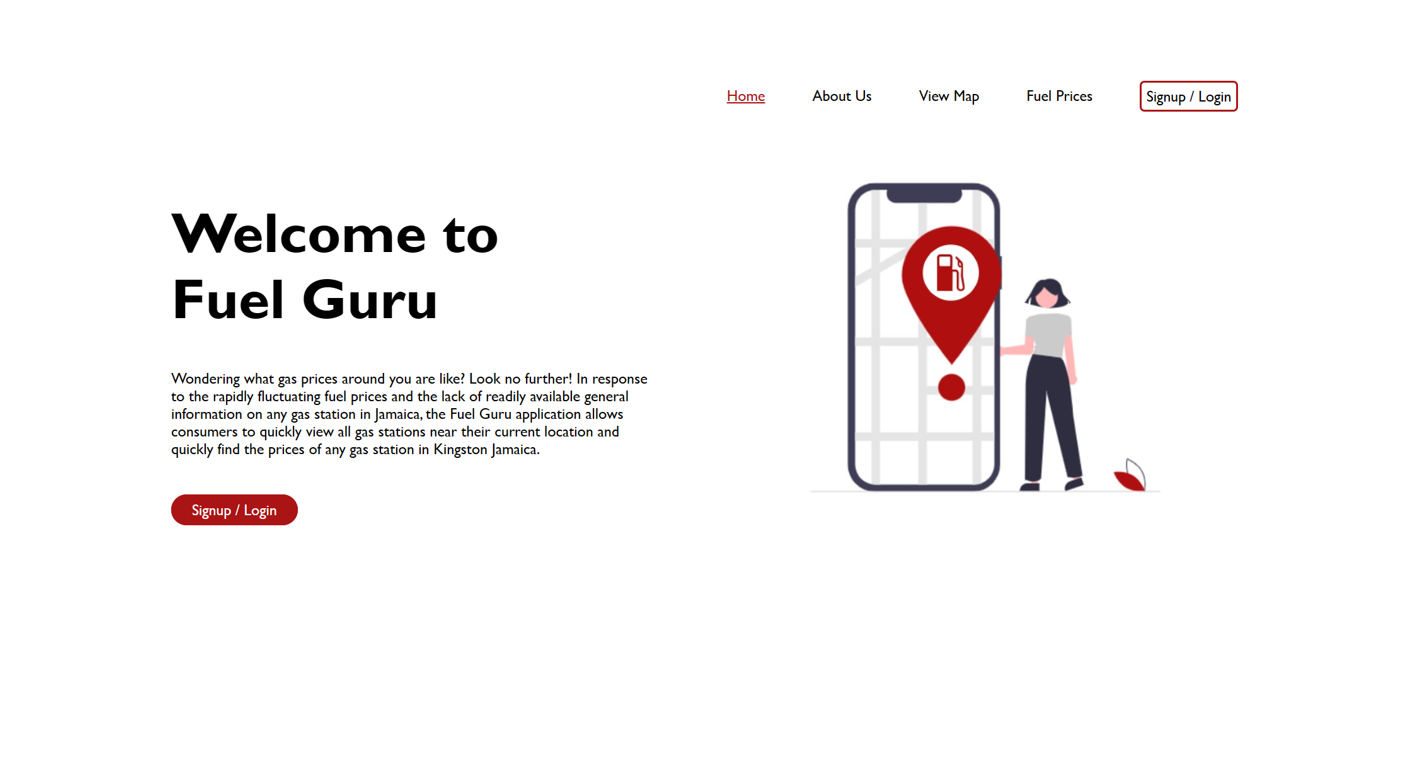 Home About Us View Map Fuel Prices Signup / Login
Welcome to
Fuel Guru
Wondering what gas prices around you are like? Look no further! In response
to the rapidly fluctuating fuel prices and the lack of readily available general
information on any gas station in Jamaica, the Fuel Guru application allows
consumers to quickly view all gas stations near their current location and
quickly find the prices of any gas station in Kingston Jamaica.
Signup / Login